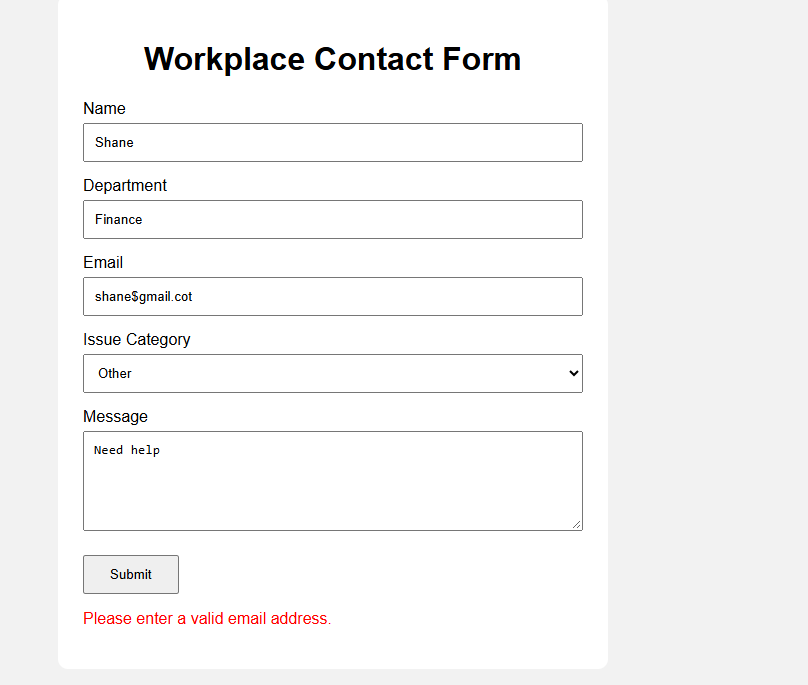 Workplace Contact Form
Name
Shane
Department
Finance
Email
shane$gmail.cot
Issue Category
Other
Message
Need help
Submit
Please enter a valid email address.